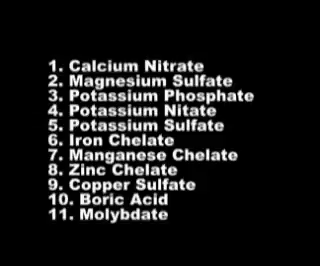 1. Calcium Nitrate
2. Magnesium Sulfate
3. Potassium Phosphate
4. Potassium Nitate
5. Potassium Sulfate
6. Iron Chelate
7. Manganese Chelate
8. Zinc Chelate
9. Copper Sulfate
10. Boric Acid
11. Molybdate